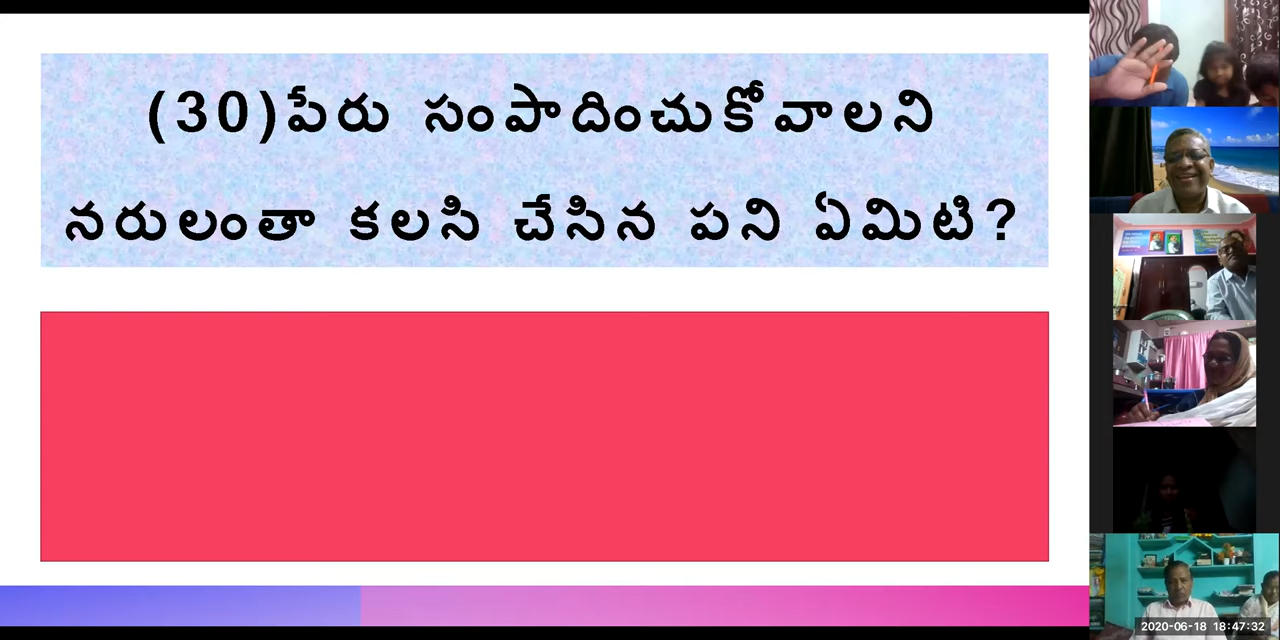 (30)పేరు సంపాదించుకోవాలని
నరులంతా కలసి చేసిన పని ఏమిటి?
2020-06-18 18:47:32